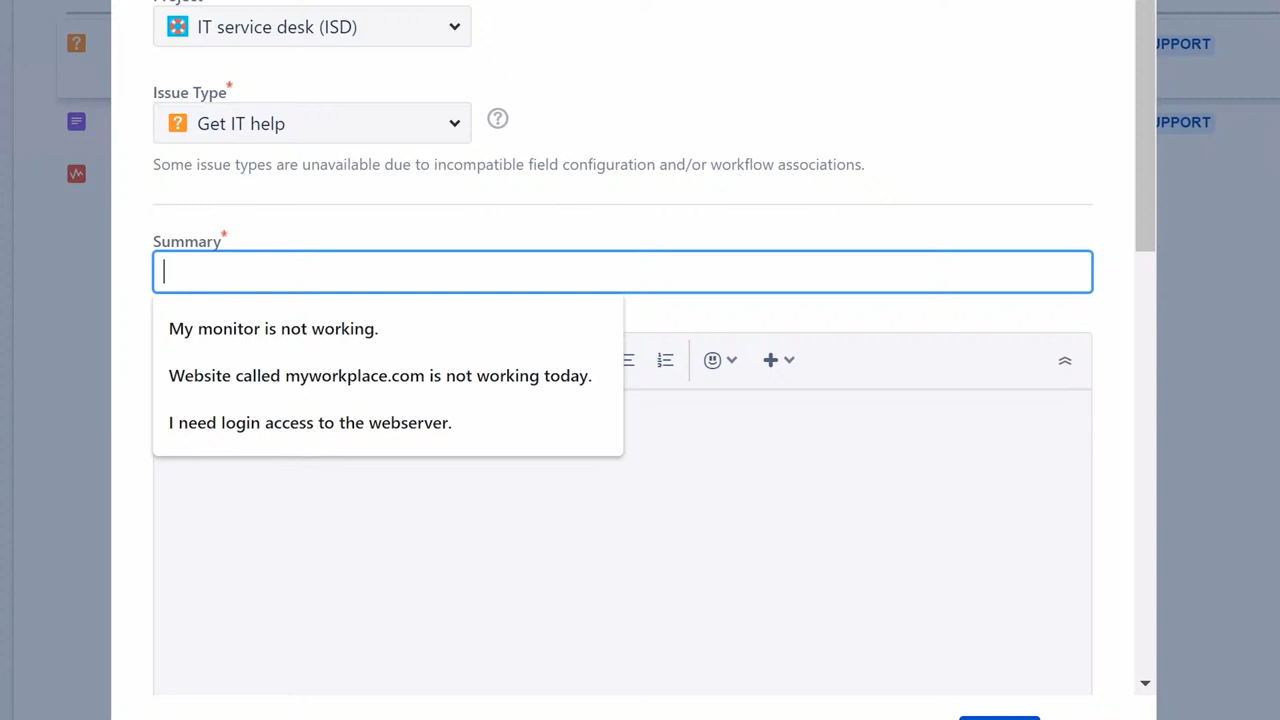 IT service desk (ISD)
UPPORT
Issue Type*
Get IT help
UPPORT
Some issue types are unavailable due to incompatible field configuration and/or workflow associations.
Summary*
My monitor is not working.
Website called myworkplace.com is not working today.
I need login access to the webserver.